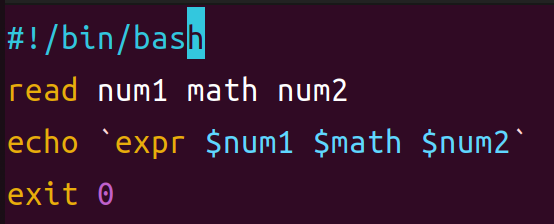 #!/bin/bash
read num1 math num2
echo `expr $num1 $math $num2`
exit 0